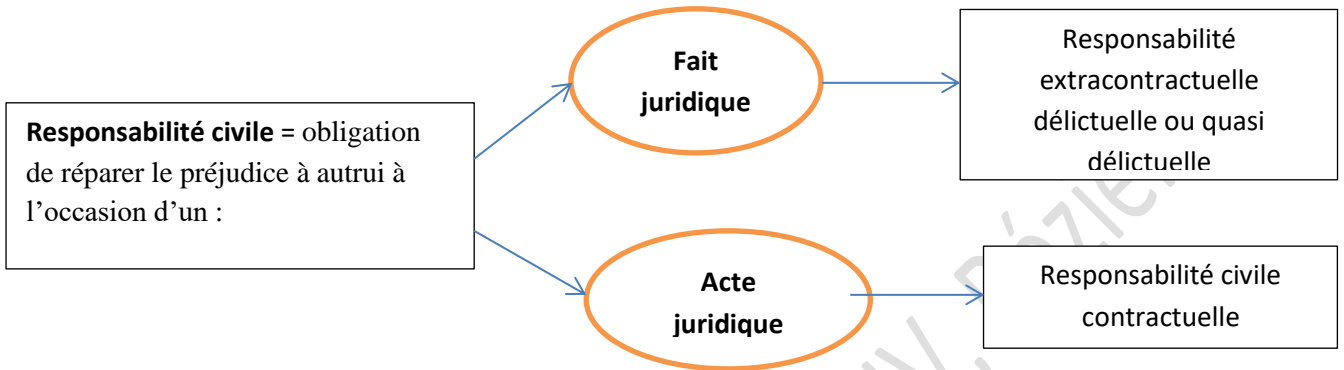 Responsabilité civile = obligation
de réparer le préjudice à autrui à
l’occasion d’un :
Fait
juridique
Responsabilité
extracontractuelle
délictuelle ou quasi
délictuelle
Acte
juridique
Responsabilité civile
contractuelle